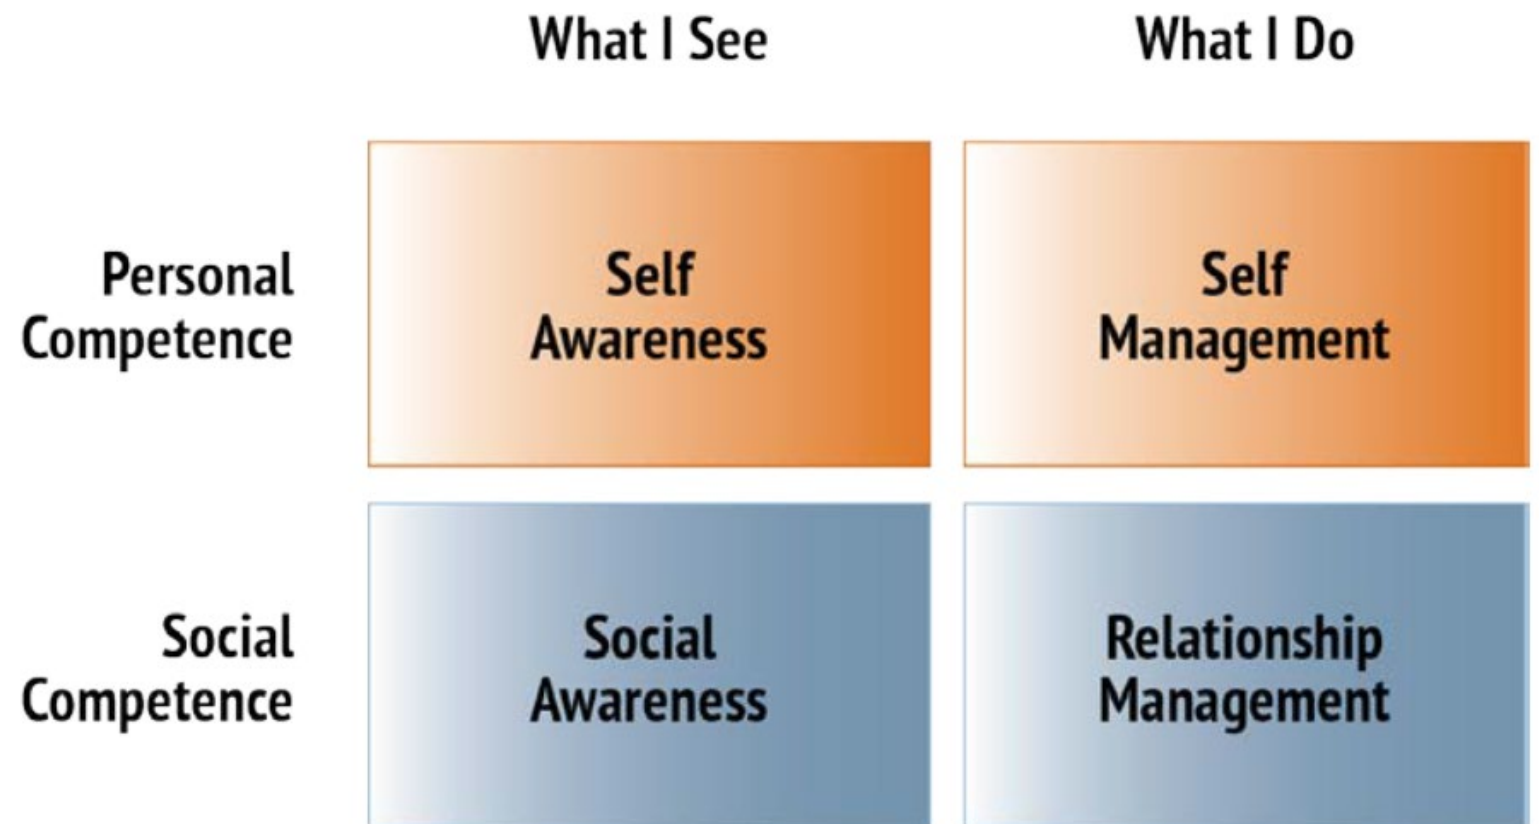 What I See
What I Do
Personal
Competence
Self
Awareness
Self
Management
Social
Competence
Social
Awareness
Relationship
Management